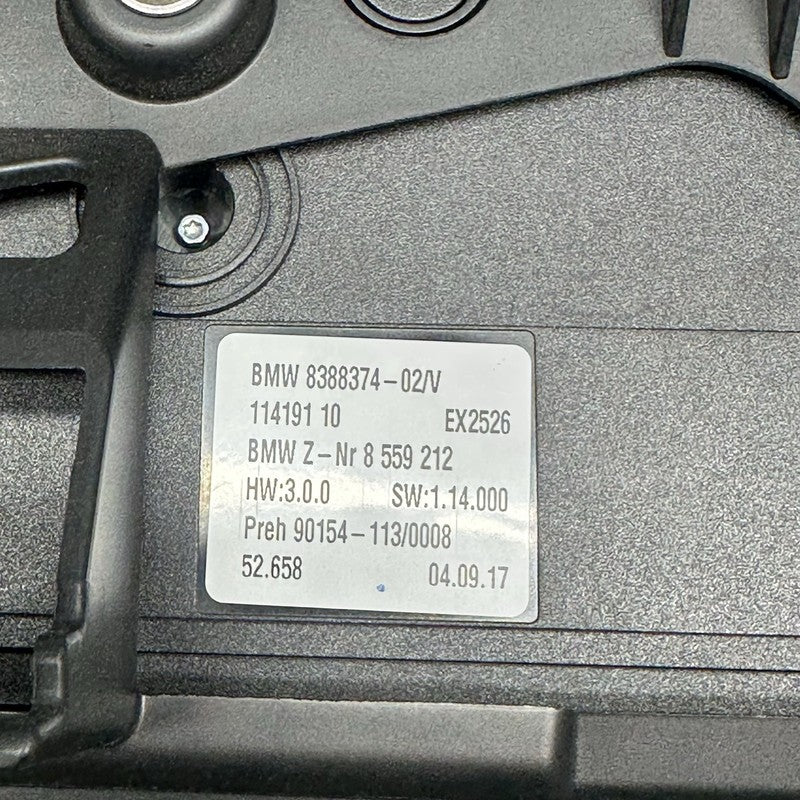 BMW 8388374-02/V
114191 10 EX2526
BMW Z-Nr 8 559 212
HW:3.0.0 SW:1.14.000
Preh 90154-113/0008
52.658 04.09.17